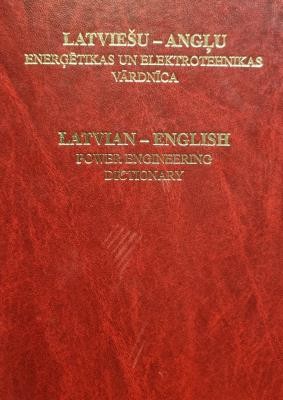 LATVIEŠU – ANGĻU
ENERĢĒTIKAS UN ELEKTROTEHNIKAS
VĀRDNĪCA
LATVIAN – ENGLISH
POWER ENGINEERING
DICTIONARY